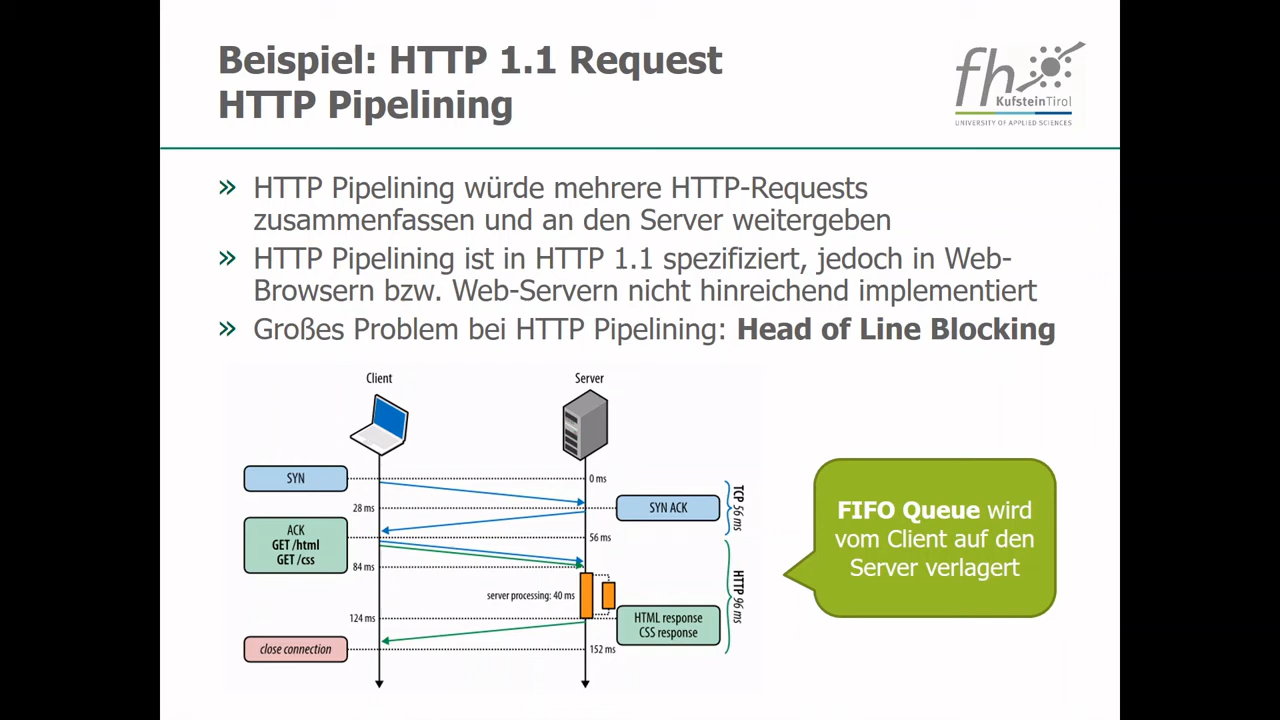 Beispiel: HTTP 1.1 Request
HTTP Pipelining
fh
KufsteinTirol
UNIVERSITY OF APPLIED SCIENCES
» HTTP Pipelining würde mehrere HTTP-Requests
zusammenfassen und an den Server weitergeben
» HTTP Pipelining ist in HTTP 1.1 spezifiziert, jedoch in Web-
Browsern bzw. Web-Servern nicht hinreichend implementiert
» Großes Problem bei HTTP Pipelining: Head of Line Blocking
Client
Server
SYN
0 ms
28 ms
SYN ACK
TCP 56 ms
ACK
GET /html
GET /css
56 ms
84 ms
server processing: 40 ms
HTTP 96 ms
124 ms
HTML response
CSS response
close connection
152 ms
FIFO Queue wird
vom Client auf den
Server verlagert